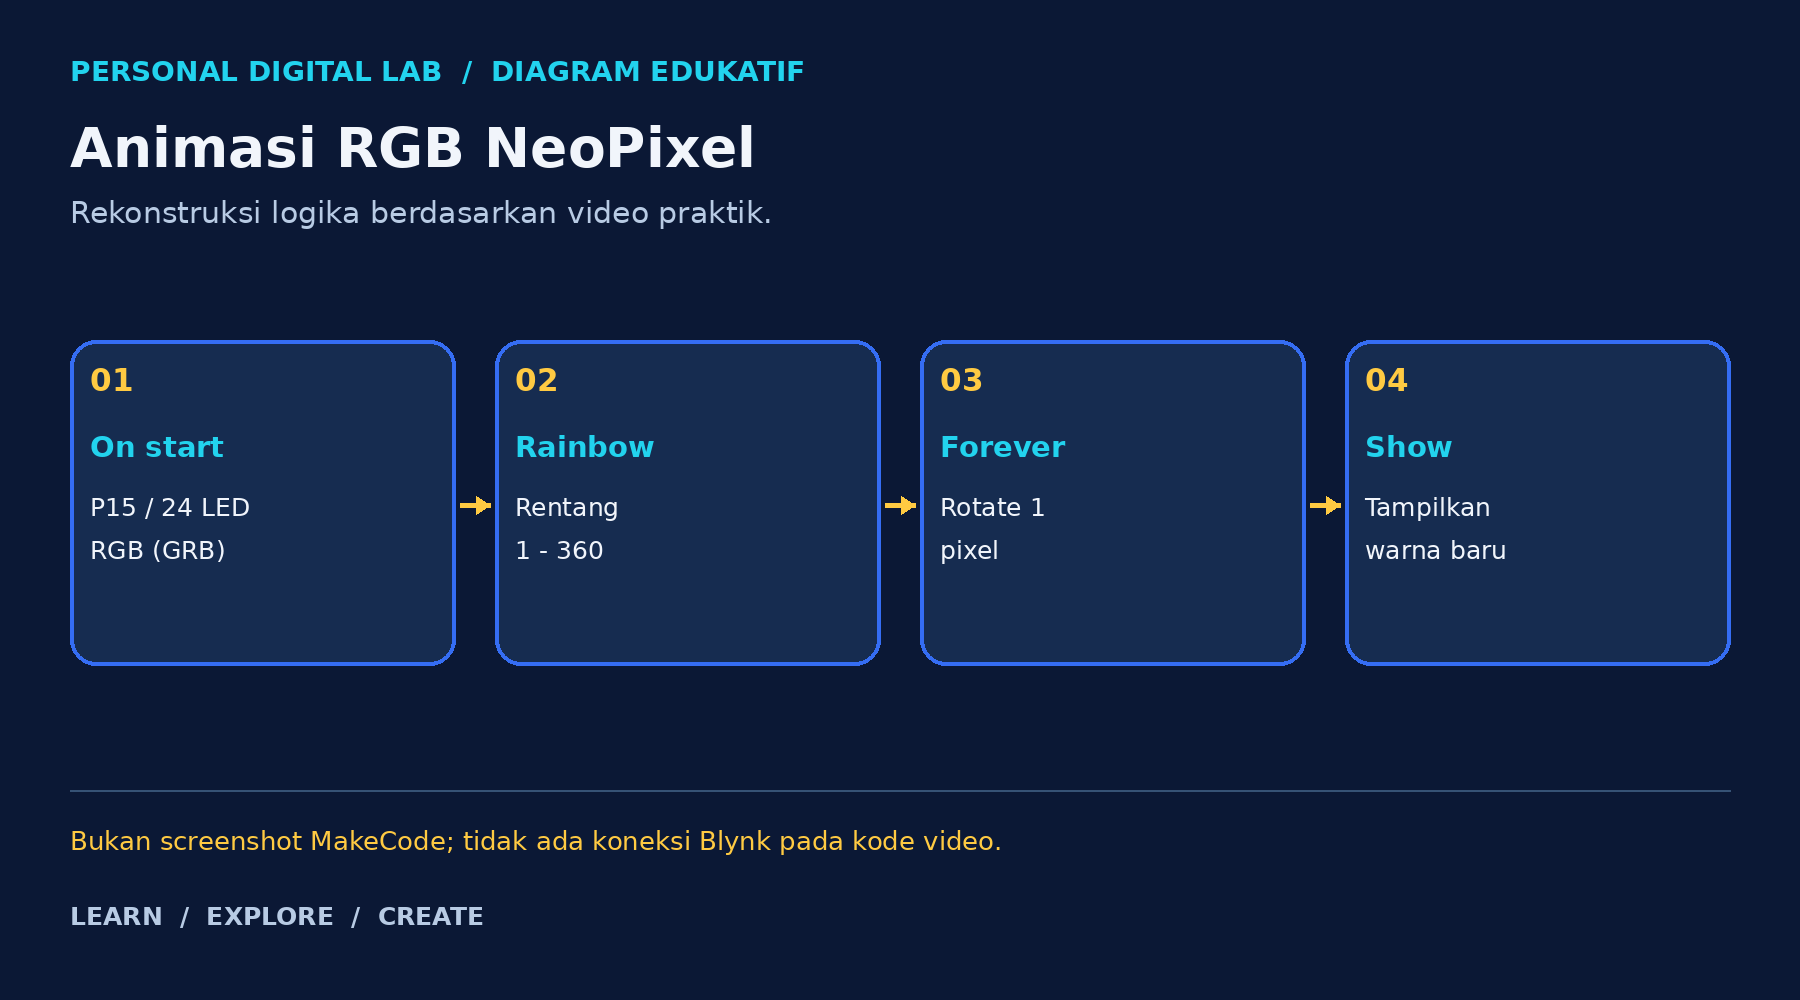 PERSONAL DIGITAL LAB / DIAGRAM EDUKATIF
Animasi RGB NeoPixel
Rekonstruksi logika berdasarkan video praktik.
01
On start
P15 / 24 LED
RGB (GRB)
02
Rainbow
Rentang
1 - 360
03
Forever
Rotate 1
pixel
04
Show
Tampilkan
warna baru
Bukan screenshot MakeCode; tidak ada koneksi Blynk pada kode video.
LEARN / EXPLORE / CREATE